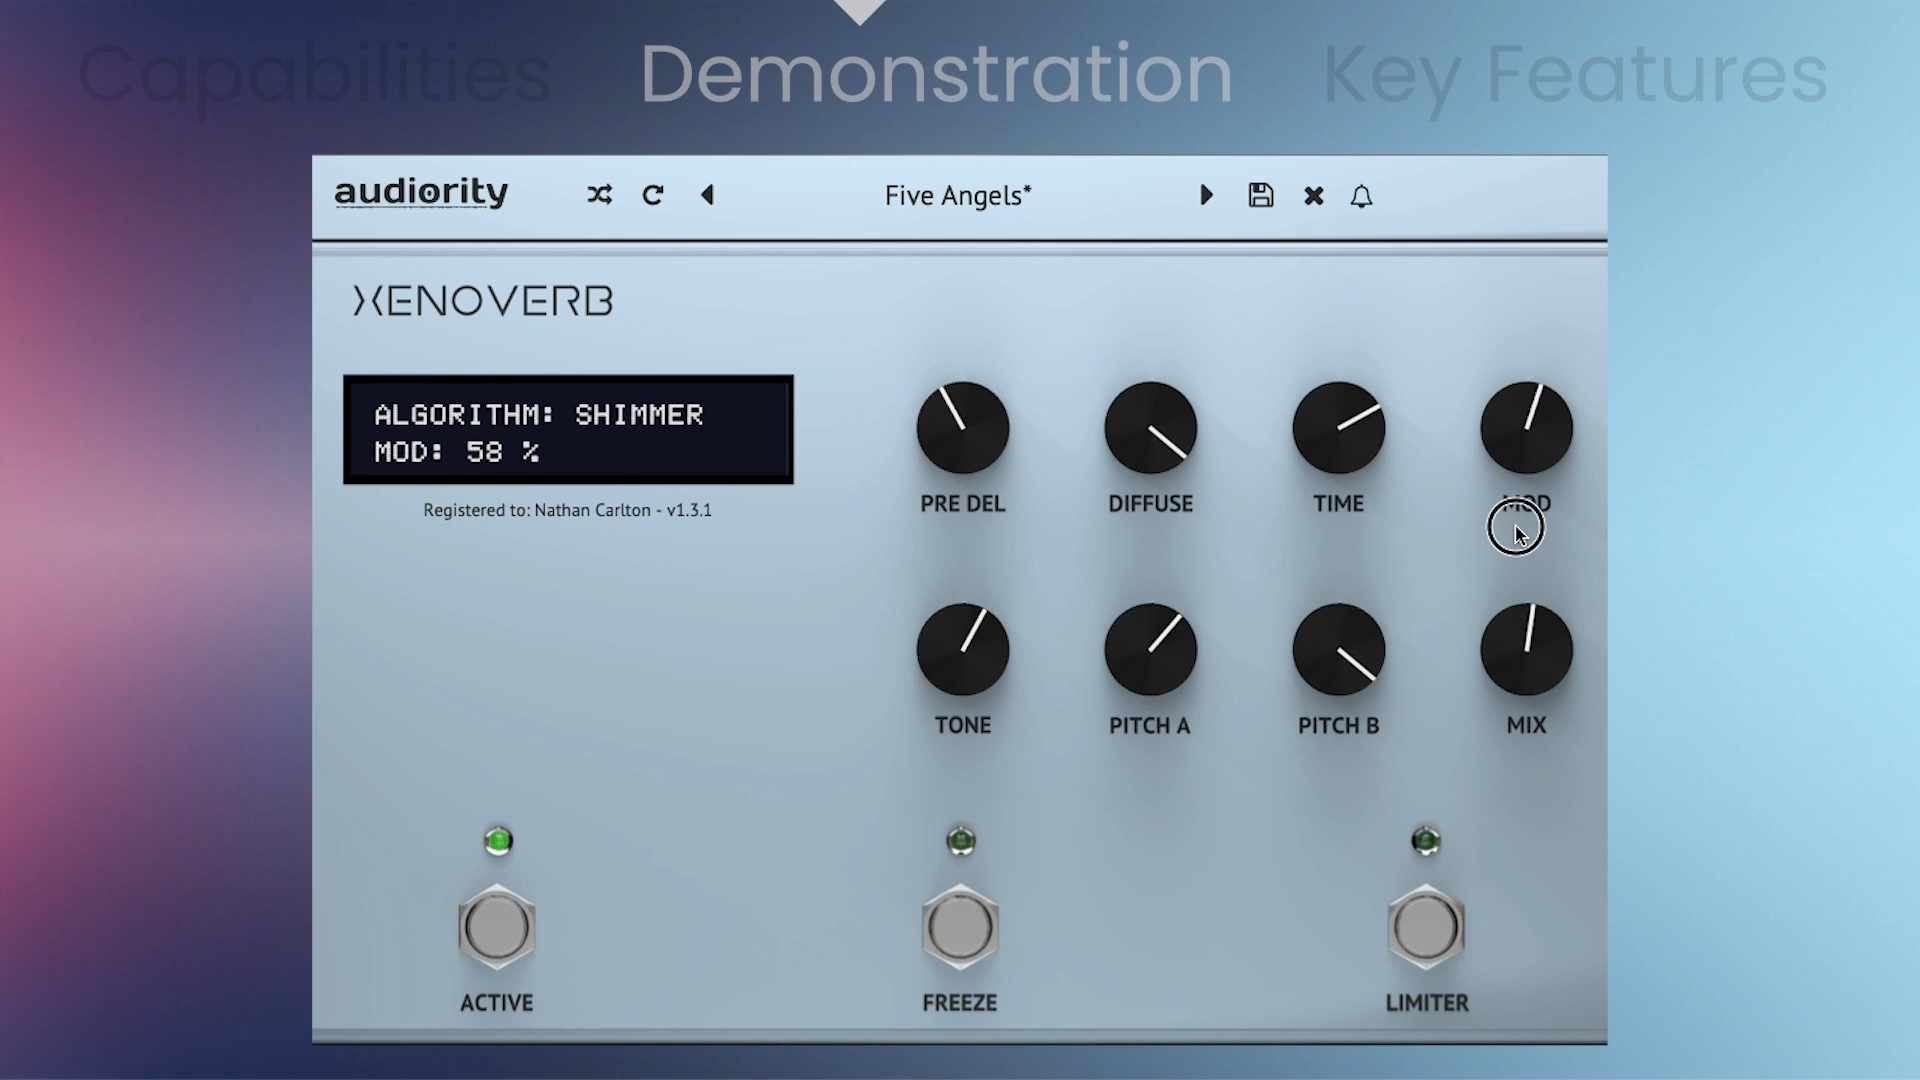 Capabilities
Demonstration
Key Features
audiority
Five Angels*
XENOVERB
ALGORITHM: SHIMMER
MOD: 58 %
Registered to: Nathan Carlton - v1.3.1
PRE DEL
DIFFUSE
TIME
MOD
TONE
PITCH A
PITCH B
MIX
ACTIVE
FREEZE
LIMITER